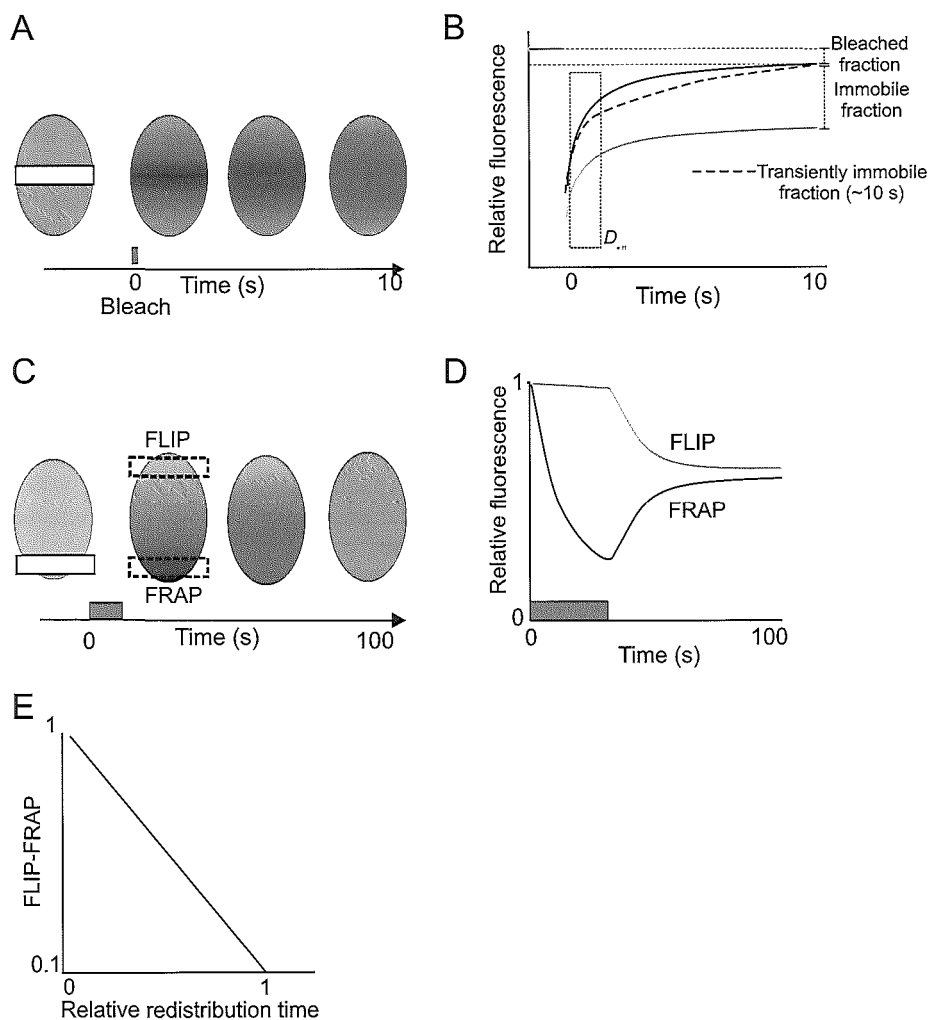 A
0
Time (s)
10
Bleach
B
Relative fluorescence
Bleached
fraction
Immobile
fraction
Transiently immobile
fraction (~10 s)
0
Time (s)
10
C
FLIP
FRAP
0
Time (s)
100
D
1
Relative fluorescence
FLIP
FRAP
0
0
Time (s)
100
E
1
FLIP-FRAP
0.1
0
1
Relative redistribution time